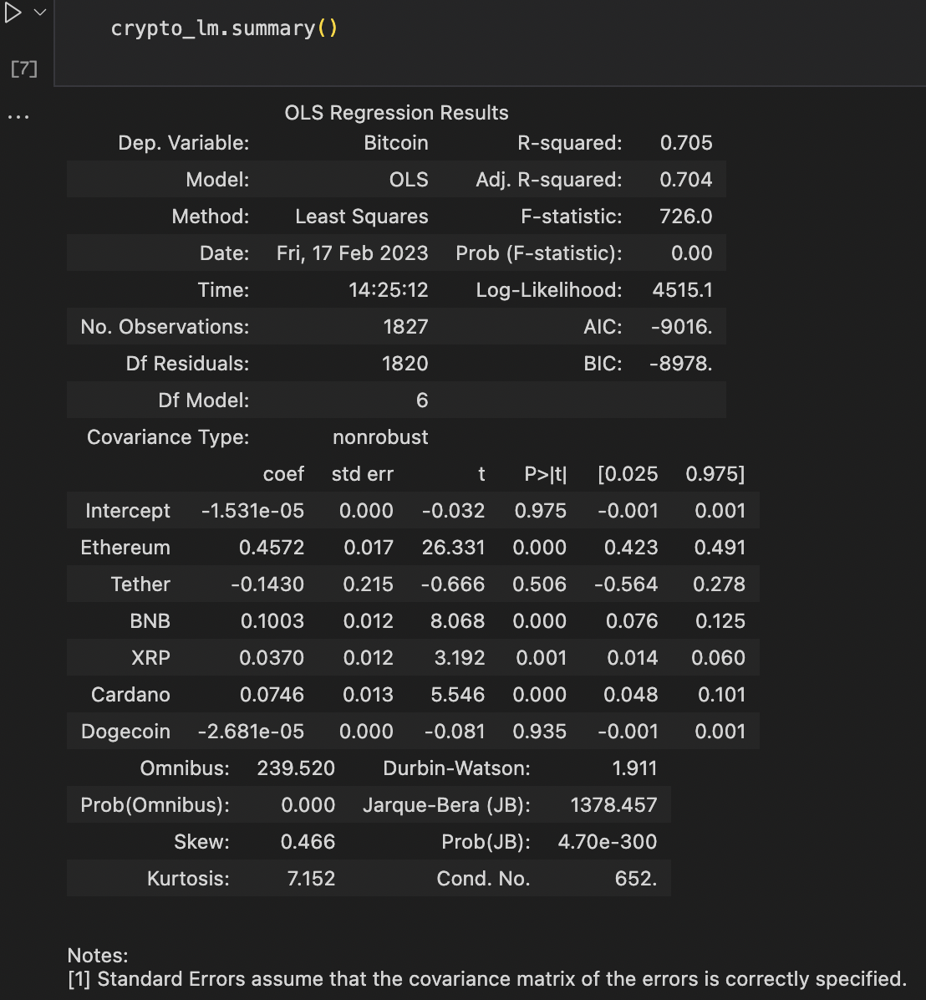 crypto_lm.summary()
[7]
...
OLS Regression Results
Dep. Variable: Bitcoin R-squared: 0.705
Model: OLS Adj. R-squared: 0.704
Method: Least Squares F-statistic: 726.0
Date: Fri, 17 Feb 2023 Prob (F-statistic): 0.00
Time: 14:25:12 Log-Likelihood: 4515.1
No. Observations: 1827 AIC: -9016.
Df Residuals: 1820 BIC: -8978.
Df Model: 6
Covariance Type: nonrobust
coef std err t P>|t| [0.025 0.975]
Intercept -1.531e-05 0.000 -0.032 0.975 -0.001 0.001
Ethereum 0.4572 0.017 26.331 0.000 0.423 0.491
Tether -0.1430 0.215 -0.666 0.506 -0.564 0.278
BNB 0.1003 0.012 8.068 0.000 0.076 0.125
XRP 0.0370 0.012 3.192 0.001 0.014 0.060
Cardano 0.0746 0.013 5.546 0.000 0.048 0.101
Dogecoin -2.681e-05 0.000 -0.081 0.935 -0.001 0.001
Omnibus: 239.520 Durbin-Watson: 1.911
Prob(Omnibus): 0.000 Jarque-Bera (JB): 1378.457
Skew: 0.466 Prob(JB): 4.70e-300
Kurtosis: 7.152 Cond. No. 652.
Notes:
[1] Standard Errors assume that the covariance matrix of the errors is correctly specified.